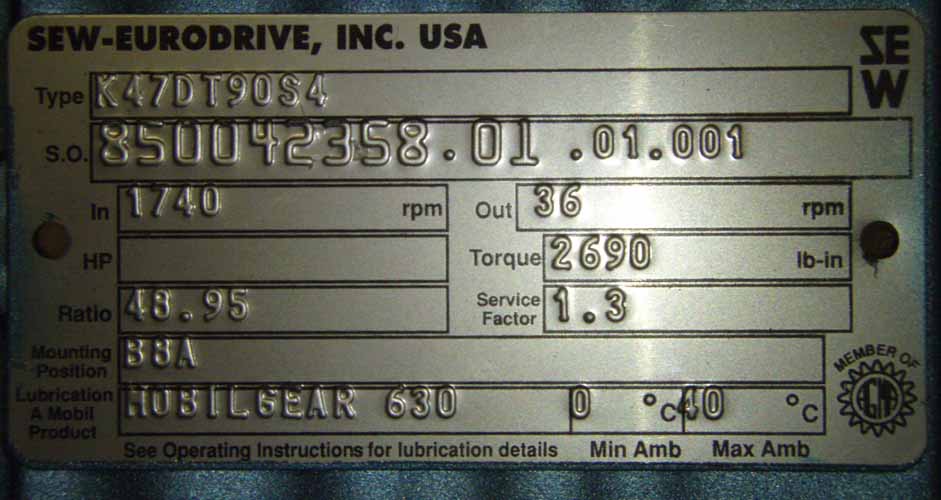 SEW-EURODRIVE, INC. USA
SEW
Type K47DT90S4
S.O. 850042358.01 .01.001
In 1740 rpm Out 36 rpm
HP Torque 2690 lb-in
Ratio 48.95 Service Factor 1.3
Mounting Position B8A
Lubrication A Mobil Product MOBILGEAR 630 0 °C 40 °C
See Operating Instructions for lubrication details Min Amb Max Amb
MEMBER OF
AGMA